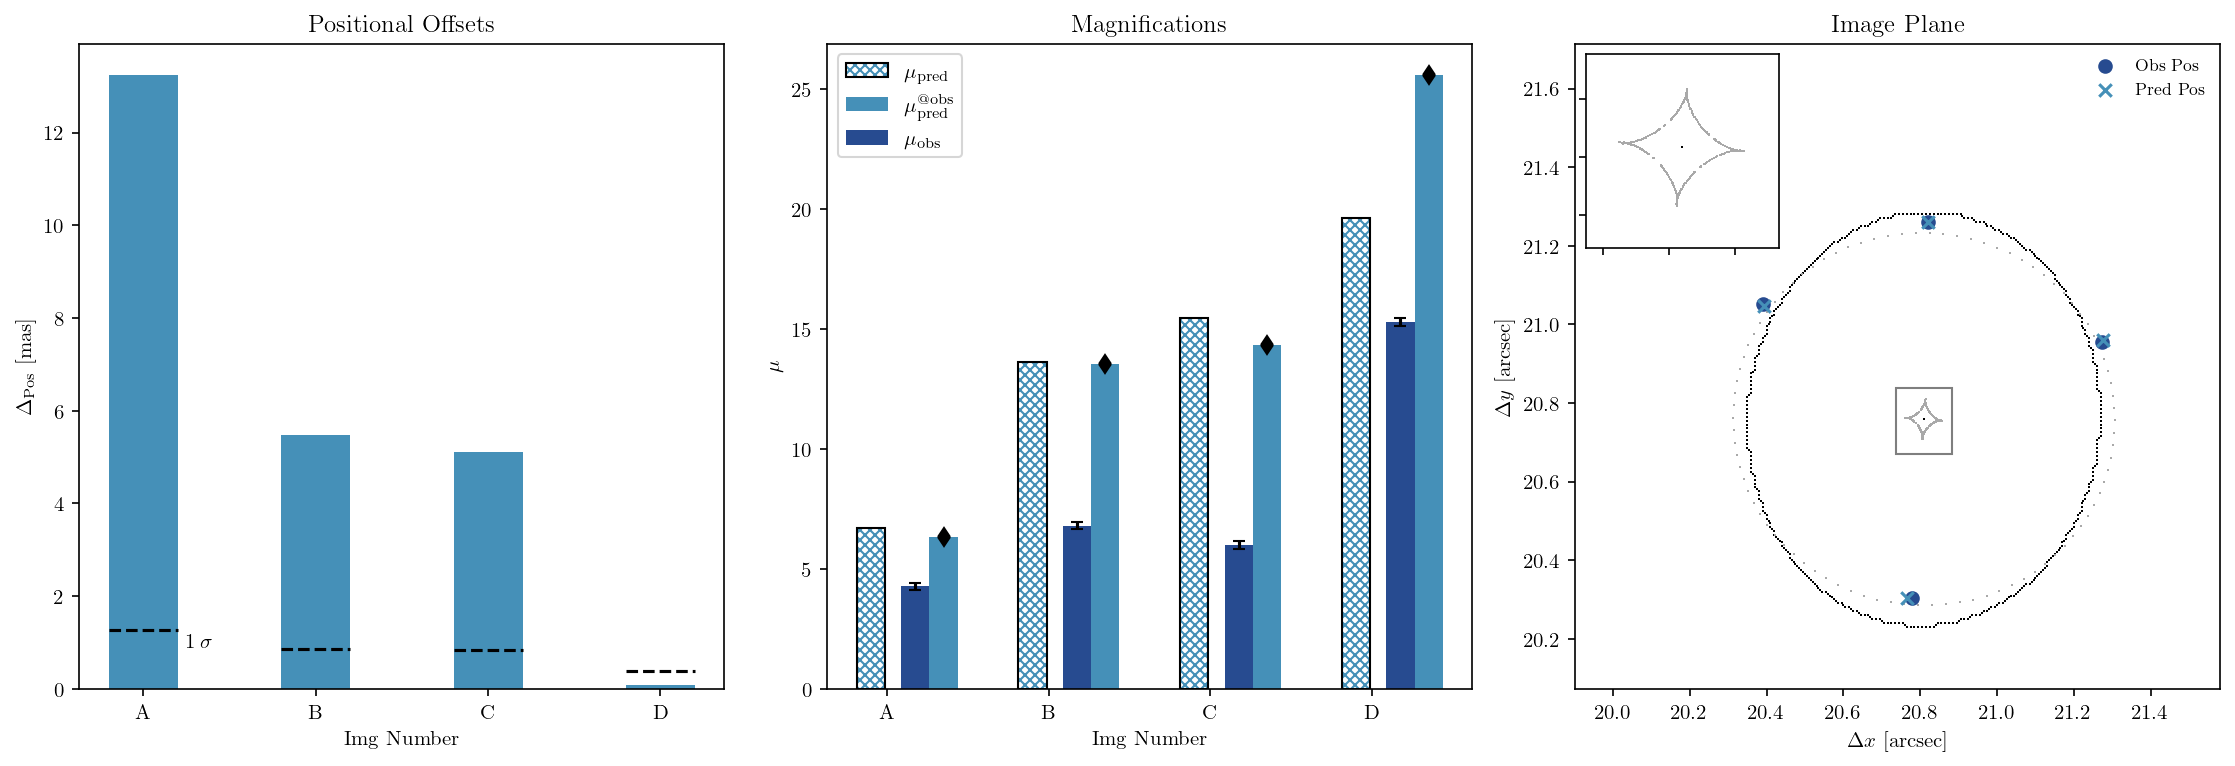 Positional Offsets
Δ_Pos [mas]
12
10
8
6
4
2
0
1 σ
A B C D
Img Number
Magnifications
μ_pred
μ_pred^@obs
μ_obs
μ
25
20
15
10
5
0
A B C D
Img Number
Image Plane
Obs Pos
Pred Pos
Δy [arcsec]
21.6
21.4
21.2
21.0
20.8
20.6
20.4
20.2
20.0 20.2 20.4 20.6 20.8 21.0 21.2 21.4
Δx [arcsec]